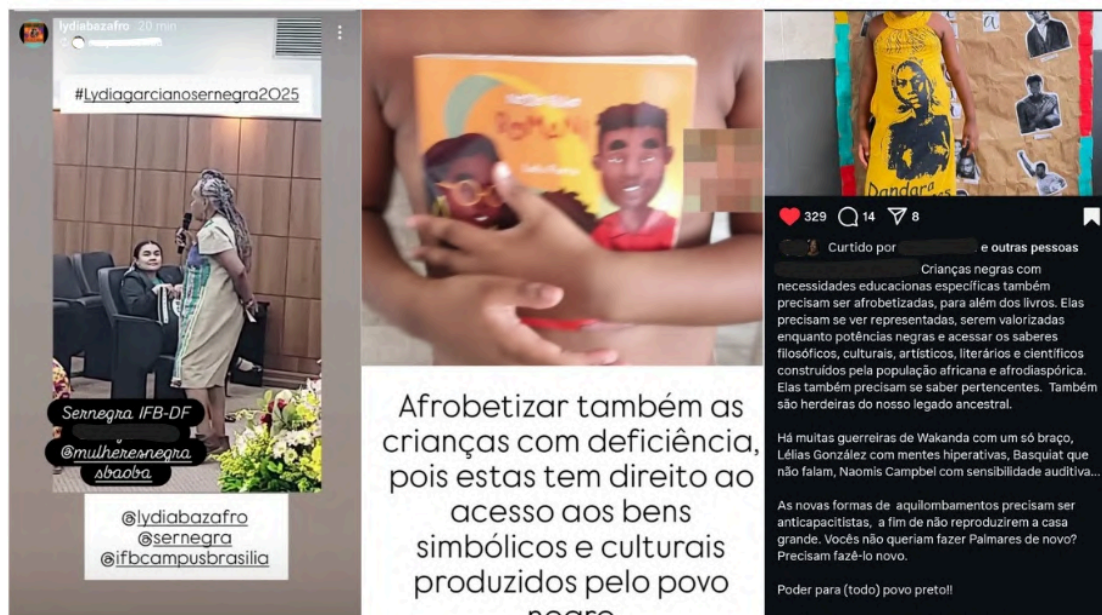 lydiabazafro 20 min
#Lydiagarcianosernegra2025
Sernegra IFB-DF
@mulheresnegra
sbaoba
@lydiabazafro
@sernegra
@ifbcampusbrasilia
Afrobetizar também as
crianças com deficiência,
pois estas tem direito ao
acesso aos bens
simbólicos e culturais
produzidos pelo povo
negro
Dandara
329 14 8
Curtido por e outras pessoas
Crianças negras com
necessidades educacionas específicas também
precisam ser afrobetizadas, para além dos livros. Elas
precisam se ver representadas, serem valorizadas
enquanto potências negras e acessar os saberes
filosóficos, culturais, artísticos, literários e científicos
construídos pela população africana e afrodiaspórica.
Elas também precisam se saber pertencentes. Também
são herdeiras do nosso legado ancestral.
Há muitas guerreiras de Wakanda com um só braço,
Lélias González com mentes hiperativas, Basquiat que
não falam, Naomis Campbel com sensibilidade auditiva...
As novas formas de aquilombamentos precisam ser
anticapacitistas, a fim de não reproduzirem a casa
grande. Vocês não queriam fazer Palmares de novo?
Precisam fazê-lo novo.
Poder para (todo) povo preto!!